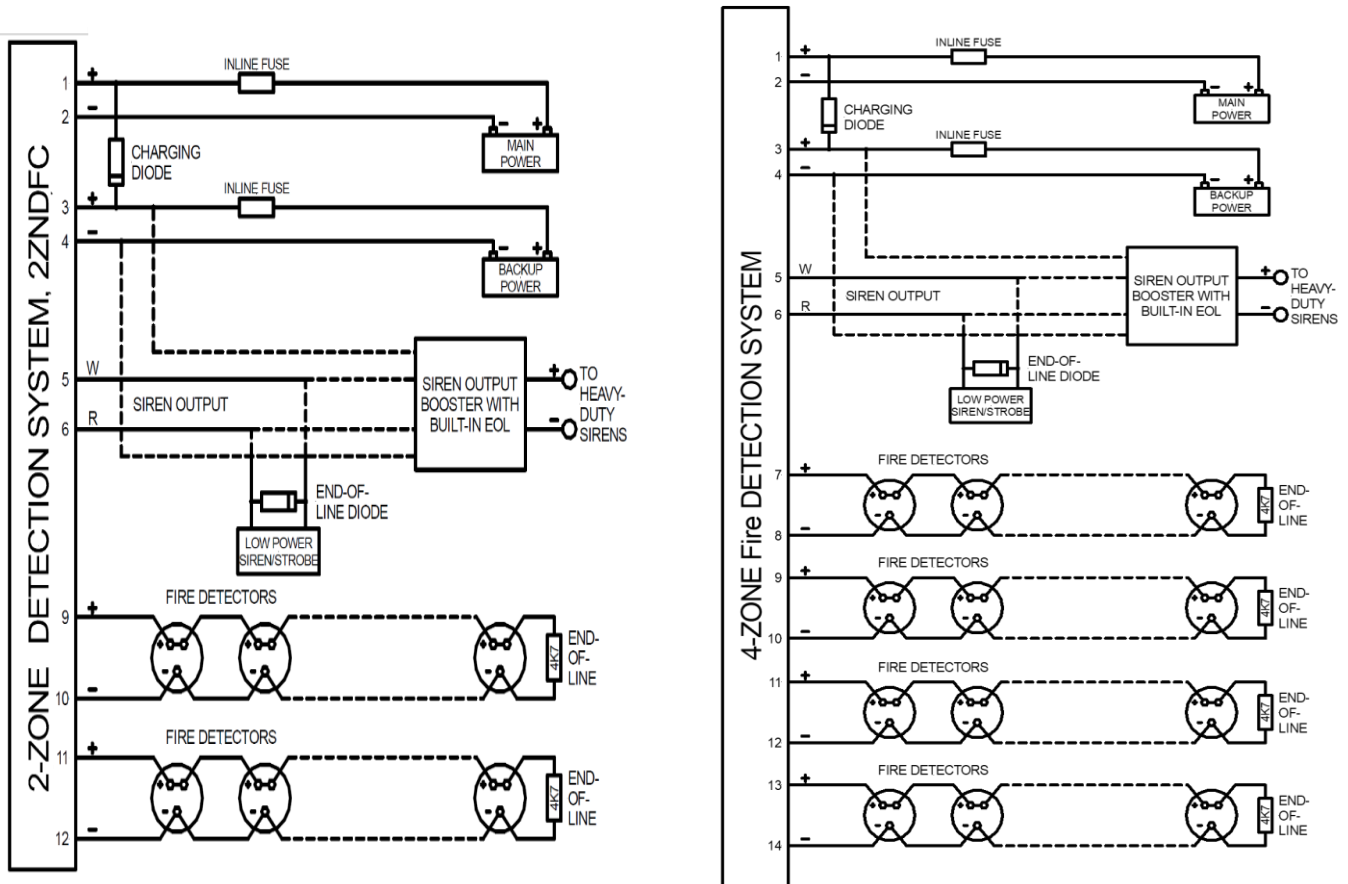 2-ZONE DETECTION SYSTEM, 2ZNDFC
1
+
INLINE FUSE
2
-
- +
MAIN
POWER
CHARGING
DIODE
3
+
INLINE FUSE
4
-
- +
BACKUP
POWER
5
W
SIREN OUTPUT
6
R
SIREN OUTPUT
BOOSTER WITH
BUILT-IN EOL
+
-
TO
HEAVY-
DUTY
SIRENS
END-OF-
LINE DIODE
LOW POWER
SIREN/STROBE
FIRE DETECTORS
9
+
+ + +
- - -
10
-
4K7
END-
OF-
LINE
FIRE DETECTORS
11
+
+ + +
- - -
12
-
4K7
END-
OF-
LINE
4-ZONE Fire DETECTION SYSTEM
1
+
INLINE FUSE
2
-
- +
MAIN
POWER
CHARGING
DIODE
3
+
INLINE FUSE
4
-
- +
BACKUP
POWER
5
W
SIREN OUTPUT
6
R
SIREN OUTPUT
BOOSTER WITH
BUILT-IN EOL
+
-
TO
HEAVY-
DUTY
SIRENS
END-OF-
LINE DIODE
LOW POWER
SIREN/STROBE
FIRE DETECTORS
7
+
+ + +
- - -
8
-
4K7
END-
OF-
LINE
FIRE DETECTORS
9
+
+ + +
- - -
10
-
4K7
END-
OF-
LINE
FIRE DETECTORS
11
+
+ + +
- - -
12
-
4K7
END-
OF-
LINE
FIRE DETECTORS
13
+
+ + +
- - -
14
-
4K7
END-
OF-
LINE